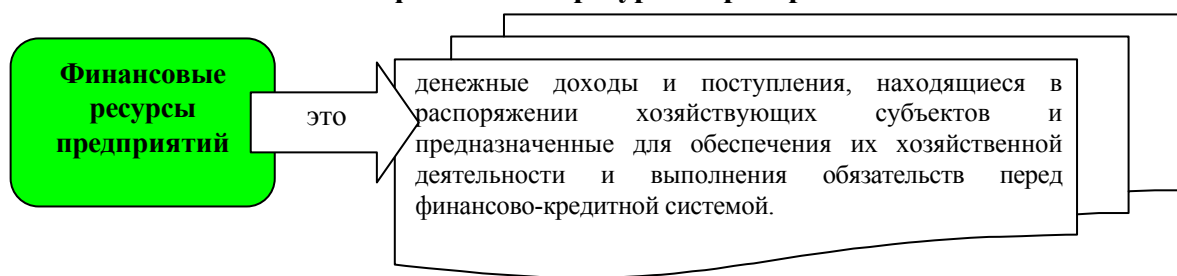 Финансовые
ресурсы
предприятий
это
денежные доходы и поступления, находящиеся в
распоряжении хозяйствующих субъектов и
предназначенные для обеспечения их хозяйственной
деятельности и выполнения обязательств перед
финансово-кредитной системой.